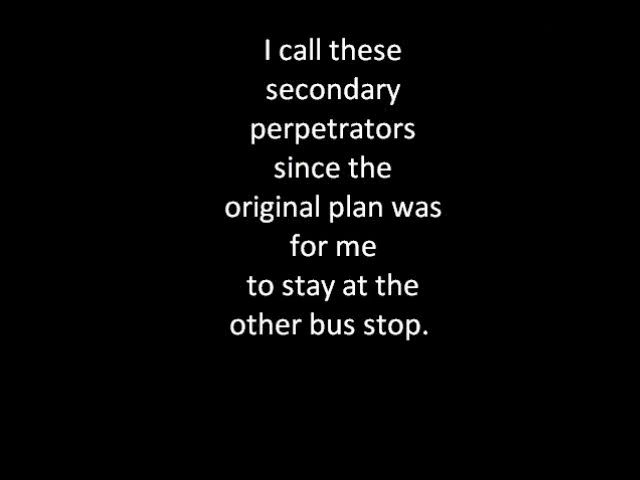 I call these
secondary
perpetrators
since the
original plan was
for me
to stay at the
other bus stop.